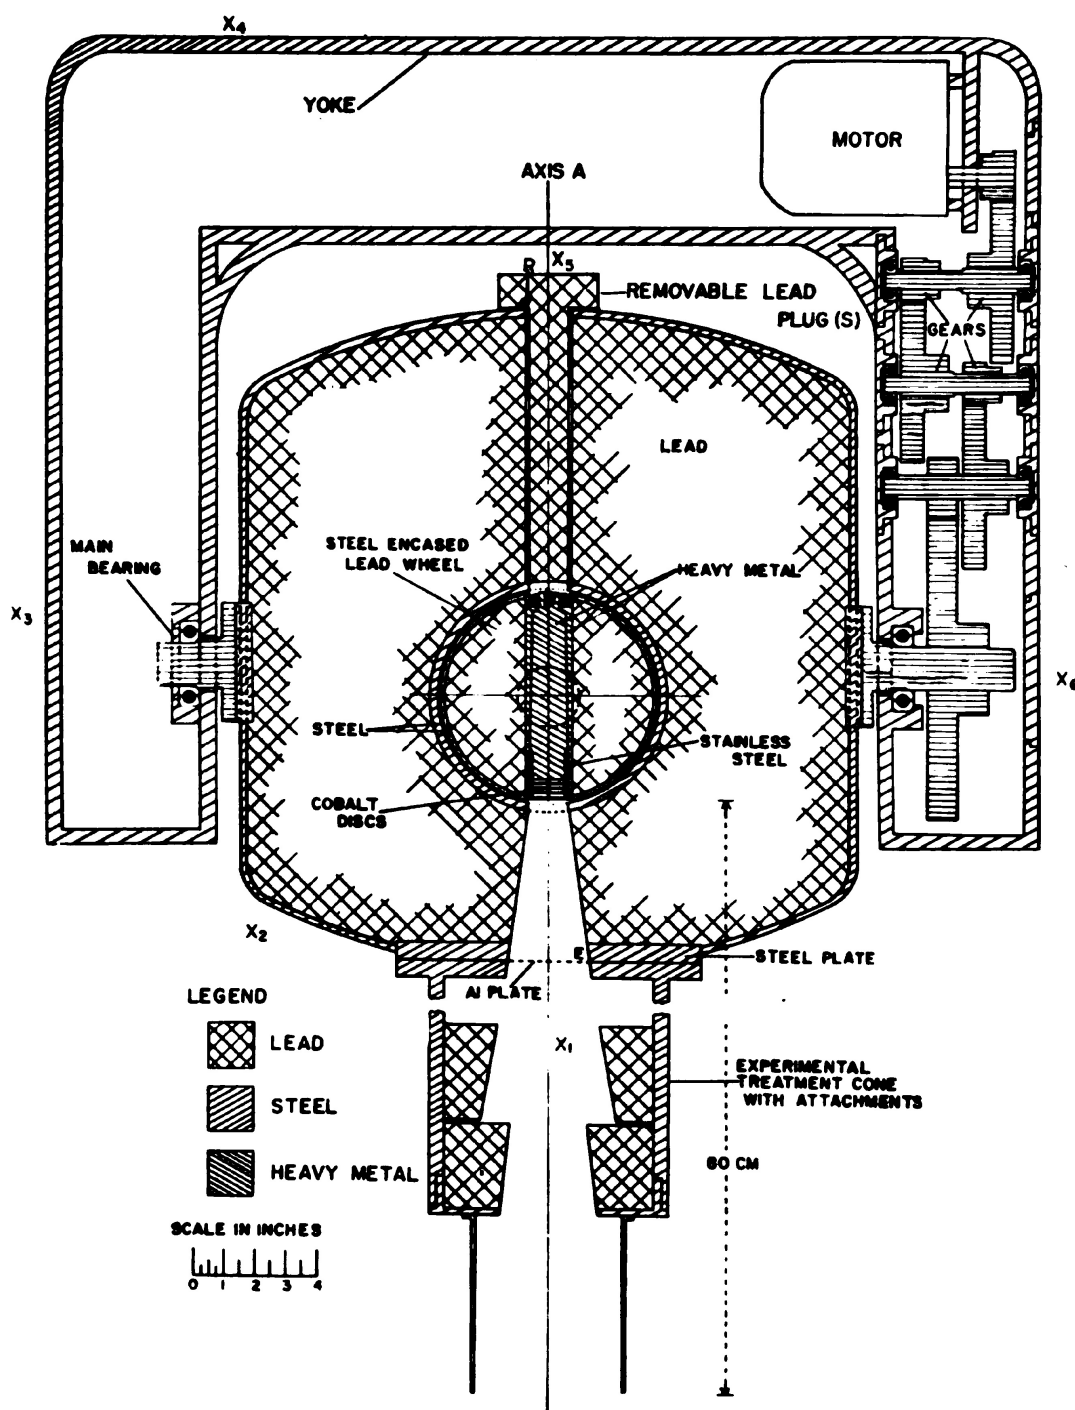 X4
YOKE
MOTOR
AXIS A
R X5
REMOVABLE LEAD
PLUG (S)
GEARS
LEAD
MAIN
BEARING
STEEL ENCASED
LEAD WHEEL
HEAVY METAL
X3
X6
STEEL
STAINLESS
STEEL
COBALT
DISCS
X2
E
STEEL PLATE
Al PLATE
LEGEND
LEAD
STEEL
HEAVY METAL
X1
EXPERIMENTAL
TREATMENT CONE
WITH ATTACHMENTS
60 CM
SCALE IN INCHES
0 1 2 3 4